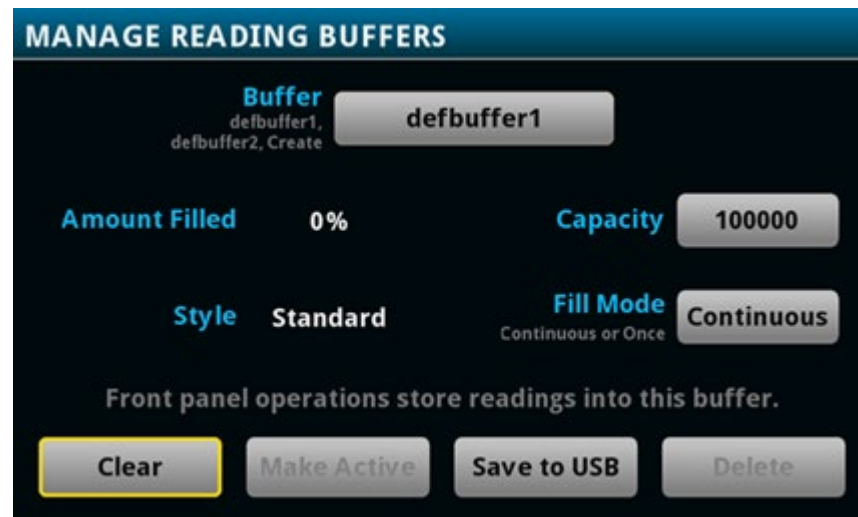 MANAGE READING BUFFERS
Buffer
defbuffer1,
defbuffer2, Create
defbuffer1
Amount Filled 0% Capacity 100000
Style Standard Fill Mode
Continuous or Once
Continuous
Front panel operations store readings into this buffer.
Clear Make Active Save to USB Delete